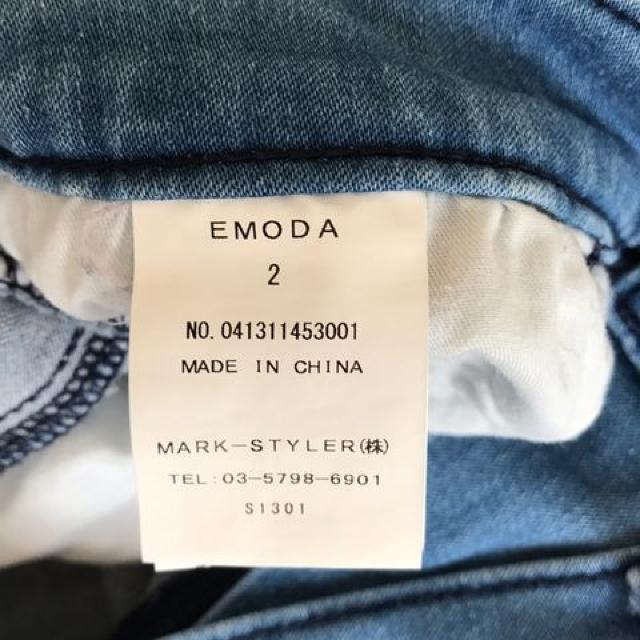 EMODA
2
NO. 041311453001
MADE IN CHINA
MARK-STYLER(株)
TEL:03-5798-6901
S1301